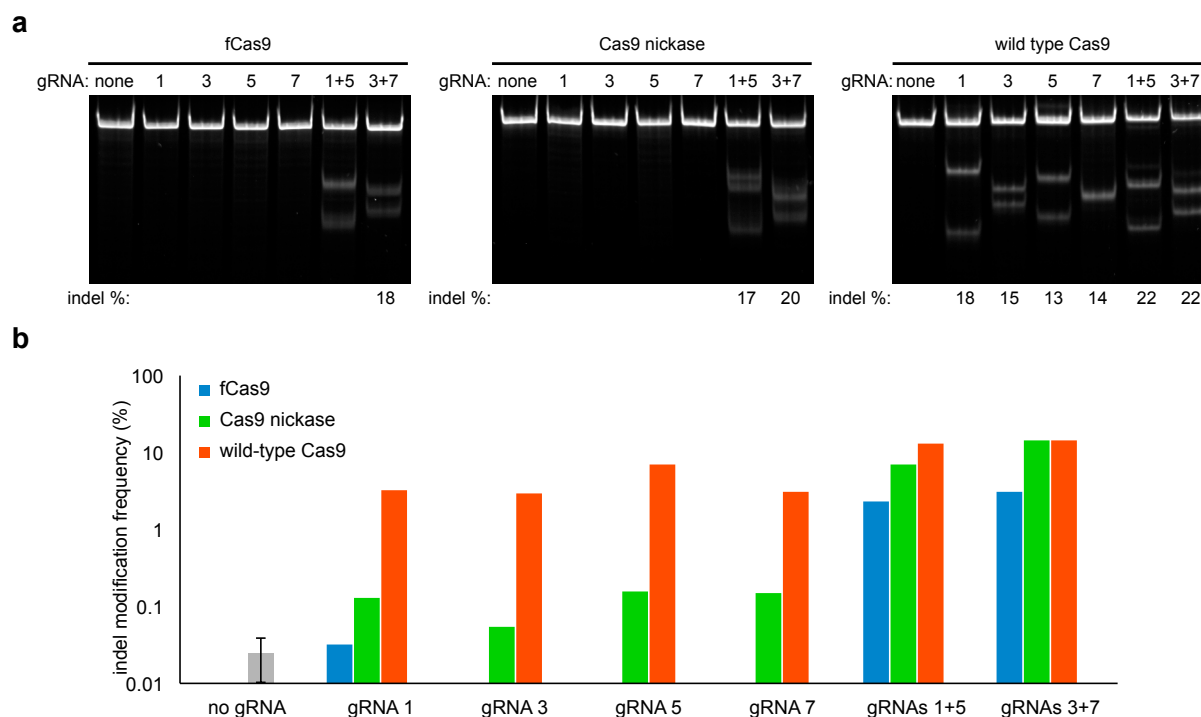 a
fCas9 Cas9 nickase wild type Cas9
gRNA: none 1 3 5 7 1+5 3+7 gRNA: none 1 3 5 7 1+5 3+7 gRNA: none 1 3 5 7 1+5 3+7
indel %: 18 indel %: 17 20 indel %: 18 15 13 14 22 22
b
indel modification frequency (%)
100
10
1
0.1
0.01
fCas9
Cas9 nickase
wild-type Cas9
no gRNA gRNA 1 gRNA 3 gRNA 5 gRNA 7 gRNAs 1+5 gRNAs 3+7